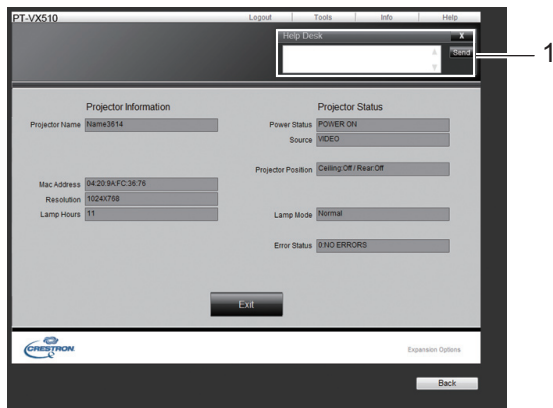 PT-VX510 Logout Tools Info Help
Help Desk X
Send
1
Projector Information
Projector Name Name3614
Mac Address 04:20:9A:FC:36:76
Resolution 1024X768
Lamp Hours 11
Projector Status
Power Status POWER ON
Source VIDEO
Projector Position Ceiling:Off / Rear:Off
Lamp Mode Normal
Error Status 0:NO ERRORS
Exit
CRESTRON
Expansion Options
Back